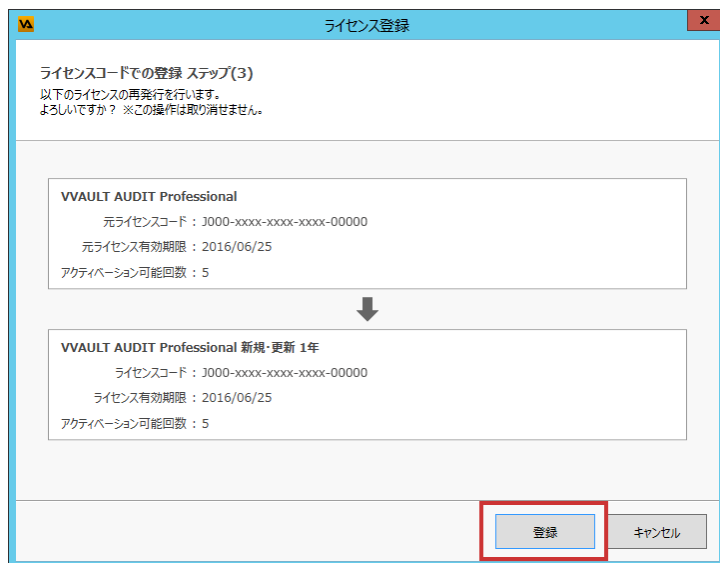 ライセンス登録
x
ライセンスコードでの登録 ステップ(3)
以下のライセンスの再発行を行います。
よろしいですか？ ※この操作は取り消せません。
VVAULT AUDIT Professional
元ライセンスコード : J000-xxxx-xxxx-xxxx-00000
元ライセンス有効期限 : 2016/06/25
アクティベーション可能回数 : 5
VVAULT AUDIT Professional 新規・更新 1年
ライセンスコード : J000-xxxx-xxxx-xxxx-00000
ライセンス有効期限 : 2016/06/25
アクティベーション可能回数 : 5
登録
キャンセル